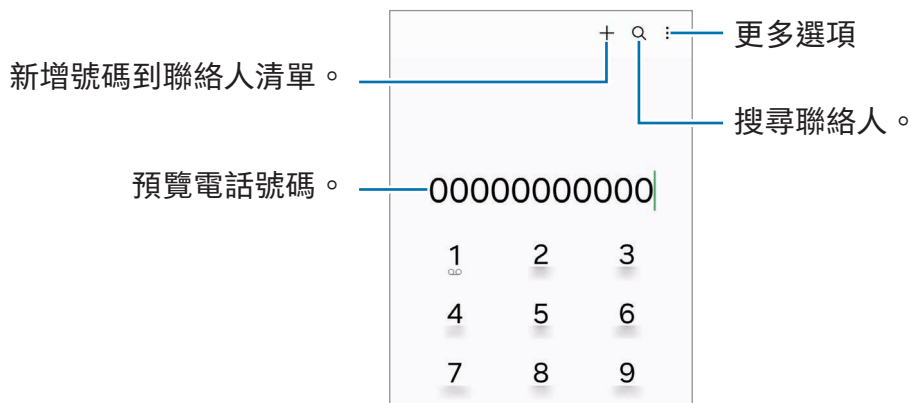 更多選項
新增號碼到聯絡人清單。
搜尋聯絡人。
預覽電話號碼。
00000000000
1 2 3
4 5 6
7 8 9